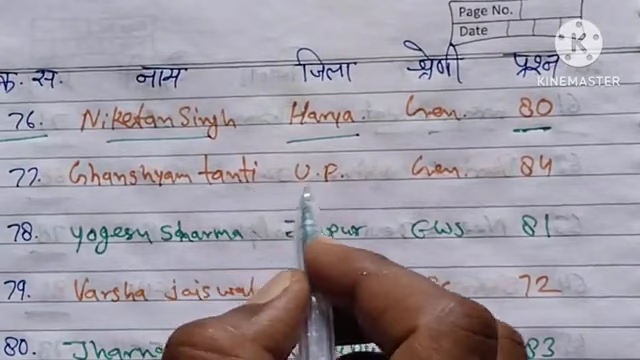 Page No.
Date
KINEMASTER
क्र. स. नाम जिला श्रेणी प्रश्न
76. Niketan Singh Harya. Gen. 80
77. Ghanshyam tanti U.P. Gen. 84
78. Yogesh Sharma pur EWS 81
79. Varsha jaiswal 72
80. 83